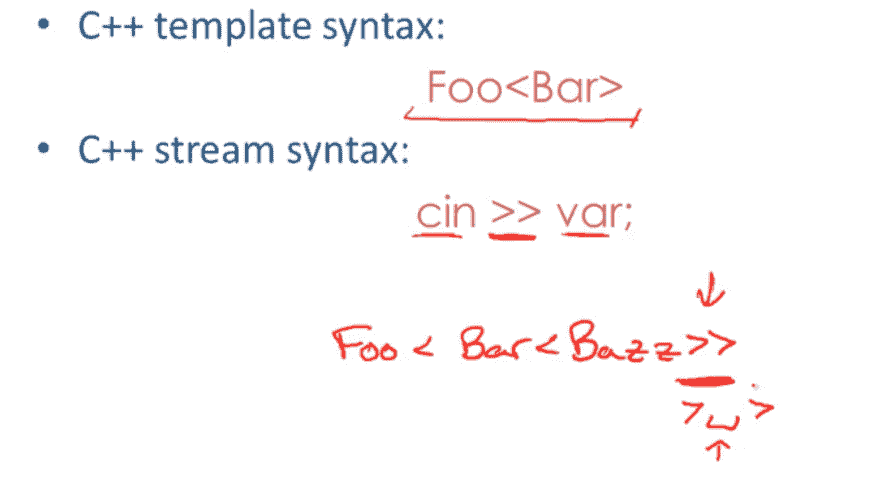 • C++ template syntax:
Foo<Bar>
• C++ stream syntax:
cin >> var;
Foo < Bar < Bazz >>
> ␣ >